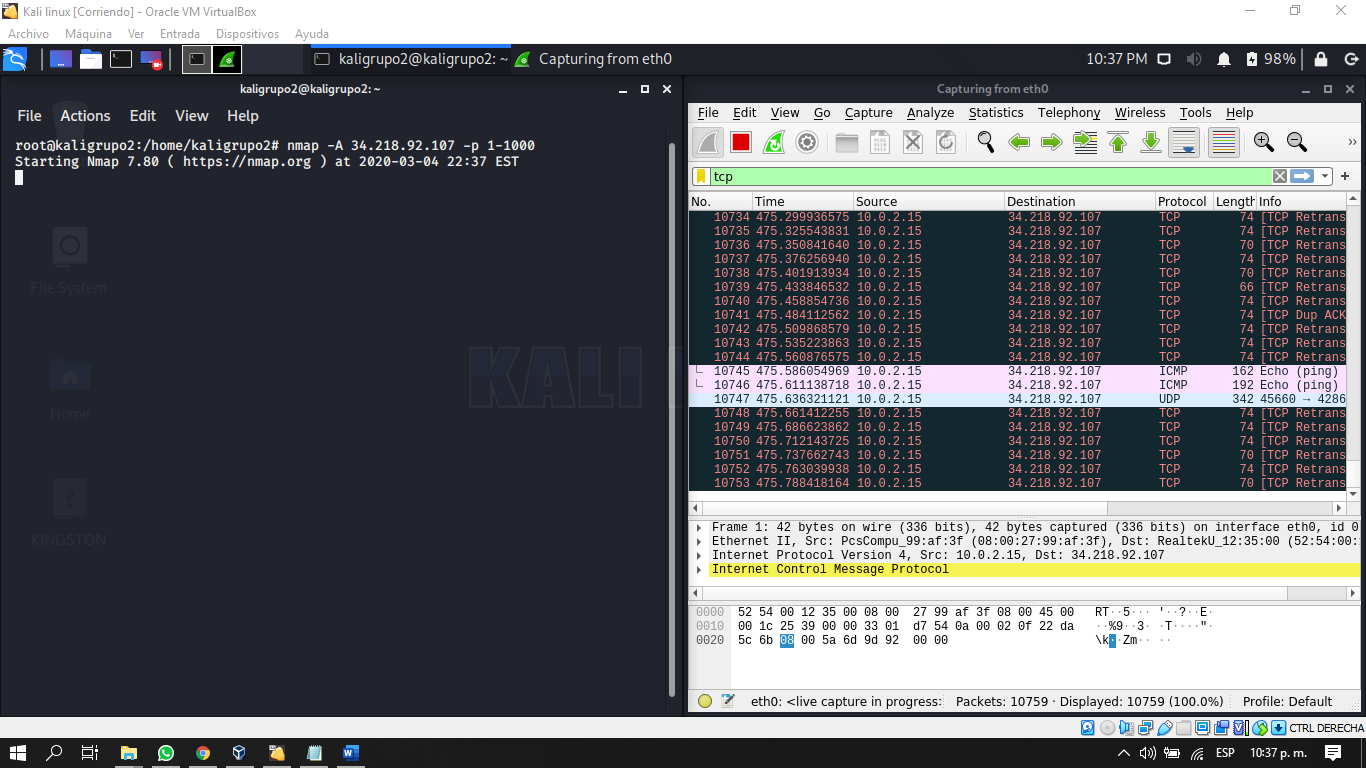 Kali linux [Corriendo] - Oracle VM VirtualBox
Archivo Máquina Ver Entrada Dispositivos Ayuda
kaligrupo2@kaligrupo2: ~ Capturing from eth0 10:37 PM 98%
kaligrupo2@kaligrupo2: ~
File Actions Edit View Help
root@kaligrupo2:/home/kaligrupo2# nmap -A 34.218.92.107 -p 1-1000
Starting Nmap 7.80 ( https://nmap.org ) at 2020-03-04 22:37 EST
File System
Home
KINGSTON
KALI
Capturing from eth0
File Edit View Go Capture Analyze Statistics Telephony Wireless Tools Help
tcp
No. Time Source Destination Protocol Length Info
10734 475.299936575 10.0.2.15 34.218.92.107 TCP 74 [TCP Retrans
10735 475.325543831 10.0.2.15 34.218.92.107 TCP 74 [TCP Retrans
10736 475.350841640 10.0.2.15 34.218.92.107 TCP 70 [TCP Retrans
10737 475.376256940 10.0.2.15 34.218.92.107 TCP 74 [TCP Retrans
10738 475.401913934 10.0.2.15 34.218.92.107 TCP 70 [TCP Retrans
10739 475.433846532 10.0.2.15 34.218.92.107 TCP 66 [TCP Retrans
10740 475.458854736 10.0.2.15 34.218.92.107 TCP 74 [TCP Retrans
10741 475.484112562 10.0.2.15 34.218.92.107 TCP 74 [TCP Dup ACK
10742 475.509868579 10.0.2.15 34.218.92.107 TCP 74 [TCP Retrans
10743 475.535223863 10.0.2.15 34.218.92.107 TCP 74 [TCP Retrans
10744 475.560876575 10.0.2.15 34.218.92.107 TCP 74 [TCP Retrans
10745 475.586054969 10.0.2.15 34.218.92.107 ICMP 162 Echo (ping)
10746 475.611138718 10.0.2.15 34.218.92.107 ICMP 192 Echo (ping)
10747 475.636321121 10.0.2.15 34.218.92.107 UDP 342 45660 → 4286
10748 475.661412255 10.0.2.15 34.218.92.107 TCP 74 [TCP Retrans
10749 475.686623862 10.0.2.15 34.218.92.107 TCP 74 [TCP Retrans
10750 475.712143725 10.0.2.15 34.218.92.107 TCP 74 [TCP Retrans
10751 475.737662743 10.0.2.15 34.218.92.107 TCP 70 [TCP Retrans
10752 475.763039938 10.0.2.15 34.218.92.107 TCP 74 [TCP Retrans
10753 475.788418164 10.0.2.15 34.218.92.107 TCP 70 [TCP Retrans
Frame 1: 42 bytes on wire (336 bits), 42 bytes captured (336 bits) on interface eth0, id 0
Ethernet II, Src: PcsCompu_99:af:3f (08:00:27:99:af:3f), Dst: RealtekU_12:35:00 (52:54:00:
Internet Protocol Version 4, Src: 10.0.2.15, Dst: 34.218.92.107
Internet Control Message Protocol
0000 52 54 00 12 35 00 08 00 27 99 af 3f 08 00 45 00 RT··5··· '··?··E·
0010 00 1c 25 39 00 00 33 01 d7 54 0a 00 02 0f 22 da ··%9··3· ·T····"·
0020 5c 6b 08 00 5a 6d 9d 92 00 00 \k··Zm·· ··
eth0: <live capture in progress: Packets: 10759 · Displayed: 10759 (100.0%) Profile: Default
CTRL DERECHA
ESP 10:37 p. m.